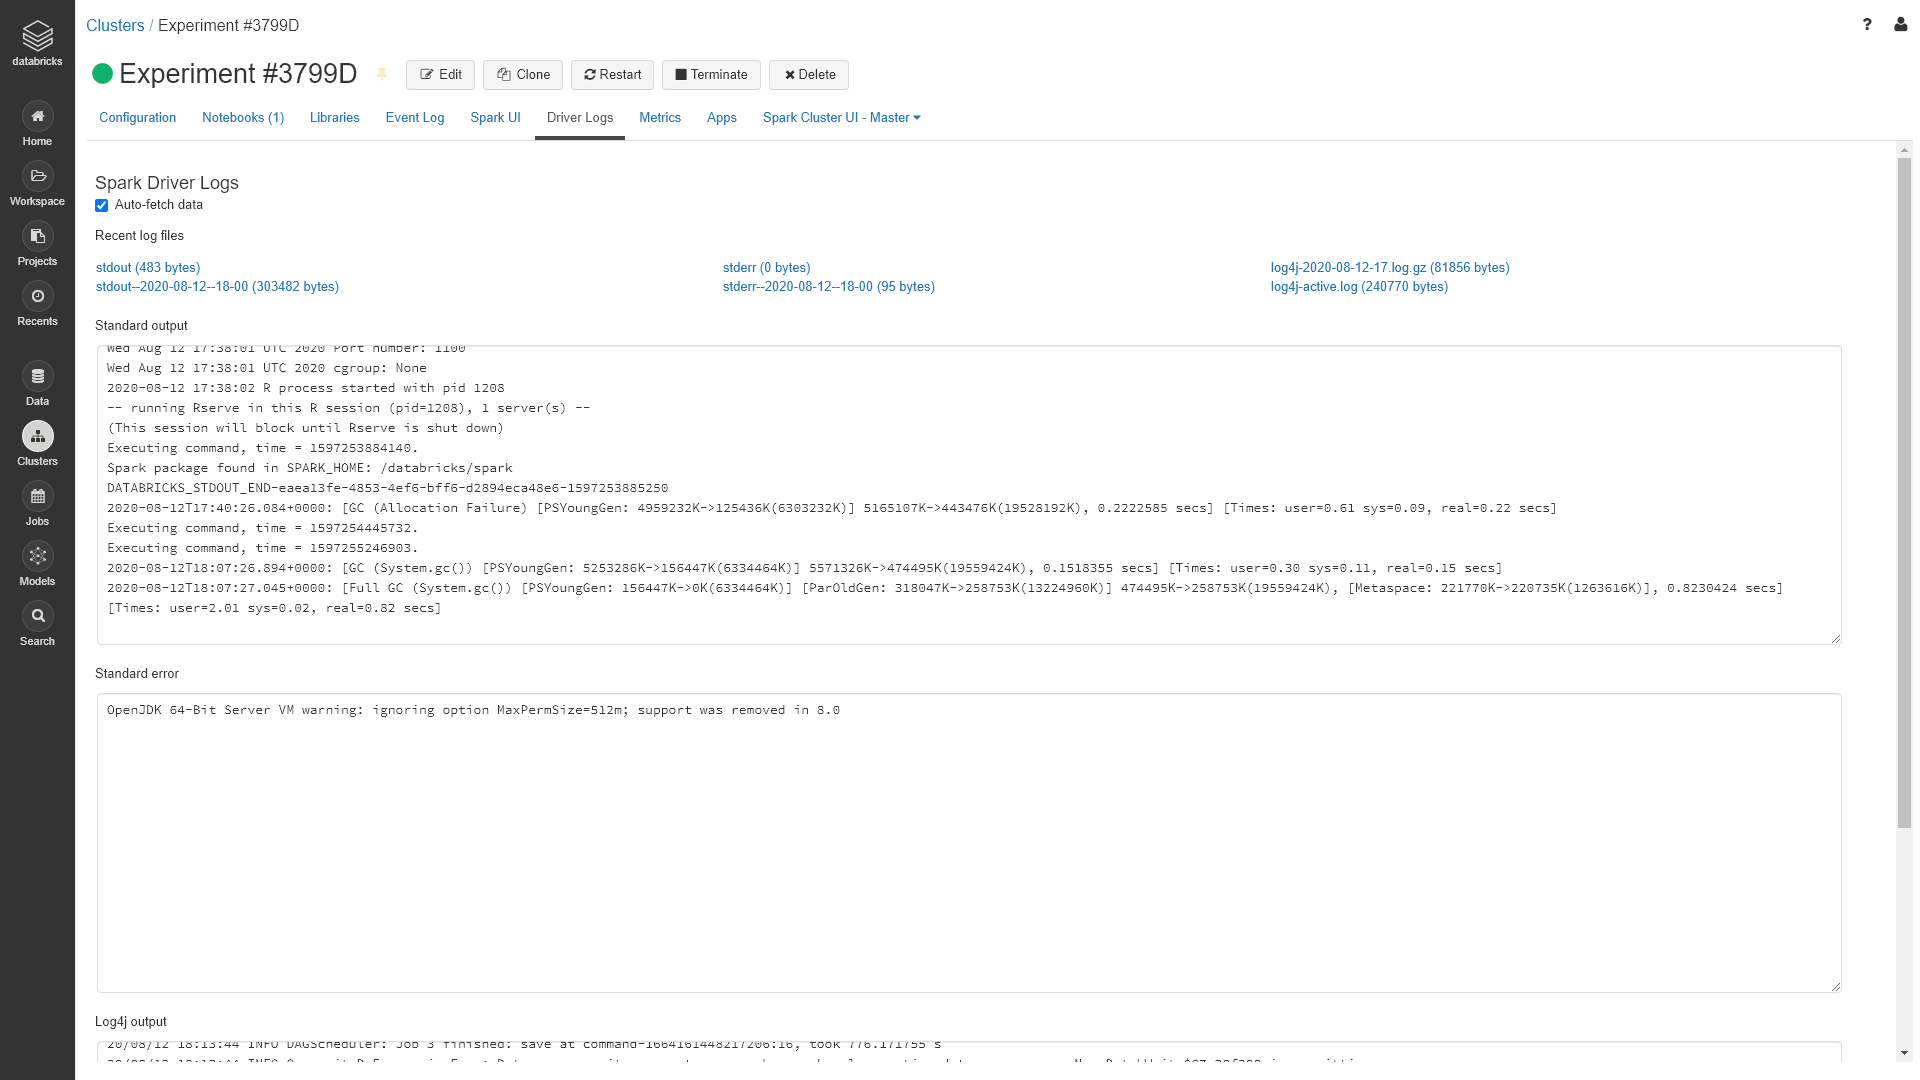 databricks
Home
Workspace
Projects
Recents
Data
Clusters
Jobs
Models
Search
Clusters / Experiment #3799D
?
Experiment #3799D
Edit
Clone
Restart
Terminate
Delete
Configuration
Notebooks (1)
Libraries
Event Log
Spark UI
Driver Logs
Metrics
Apps
Spark Cluster UI - Master
Spark Driver Logs
Auto-fetch data
Recent log files
stdout (483 bytes)
stderr (0 bytes)
log4j-2020-08-12-17.log.gz (81856 bytes)
stdout--2020-08-12--18-00 (303482 bytes)
stderr--2020-08-12--18-00 (95 bytes)
log4j-active.log (240770 bytes)
Standard output
Wed Aug 12 17:38:01 UTC 2020 Port number: 1100
Wed Aug 12 17:38:01 UTC 2020 cgroup: None
2020-08-12 17:38:02 R process started with pid 1208
-- running Rserve in this R session (pid=1208), 1 server(s) --
(This session will block until Rserve is shut down)
Executing command, time = 1597253884140.
Spark package found in SPARK_HOME: /databricks/spark
DATABRICKS_STDOUT_END-eaea13fe-4853-4ef6-bff6-d2894eca48e6-1597253885250
2020-08-12T17:40:26.084+0000: [GC (Allocation Failure) [PSYoungGen: 4959232K->125436K(6303232K)] 5165107K->443476K(19528192K), 0.2222585 secs] [Times: user=0.61 sys=0.09, real=0.22 secs]
Executing command, time = 1597254445732.
Executing command, time = 1597255246903.
2020-08-12T18:07:26.894+0000: [GC (System.gc()) [PSYoungGen: 5253286K->156447K(6334464K)] 5571326K->474495K(19559424K), 0.1518355 secs] [Times: user=0.30 sys=0.11, real=0.15 secs]
2020-08-12T18:07:27.045+0000: [Full GC (System.gc()) [PSYoungGen: 156447K->0K(6334464K)] [ParOldGen: 318047K->258753K(13224960K)] 474495K->258753K(19559424K), [Metaspace: 221770K->220735K(1263616K)], 0.8230424 secs]
[Times: user=2.01 sys=0.02, real=0.82 secs]
Standard error
OpenJDK 64-Bit Server VM warning: ignoring option MaxPermSize=512m; support was removed in 8.0
Log4j output
20/08/12 18:13:44 INFO DAGScheduler: Job 3 finished: save at command-1664161448217206:16, took 776.171755 s